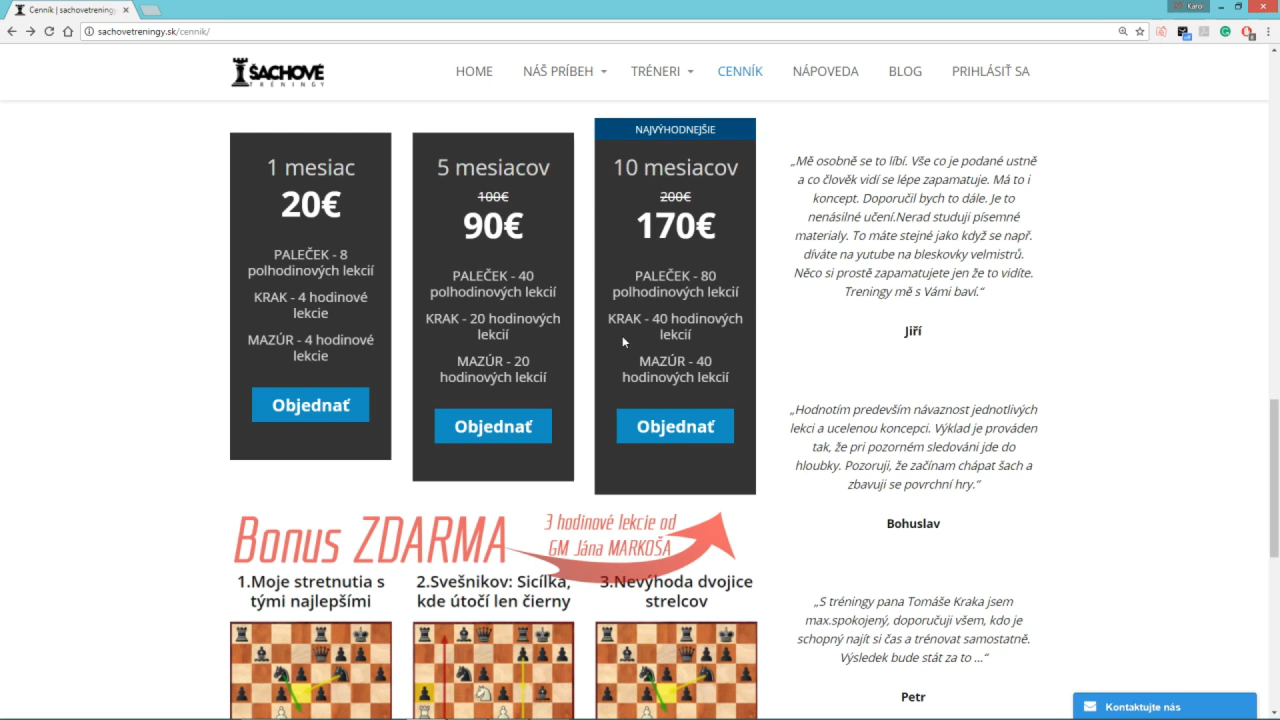 Cenník | sachovetreningy
Karo
sachovetreningy.sk/cennik/
ŠACHOVÉ
TRÉNINGY
HOME
NÁŠ PRÍBEH
TRÉNERI
CENNÍK
NÁPOVEDA
BLOG
PRIHLÁSIŤ SA
1 mesiac
20€
PALEČEK - 8
polhodinových lekcií
KRAK - 4 hodinové
lekcie
MAZÚR - 4 hodinové
lekcie
Objednať
5 mesiacov
100€
90€
PALEČEK - 40
polhodinových lekcií
KRAK - 20 hodinových
lekcií
MAZÚR - 20
hodinových lekcií
Objednať
NAJVÝHODNEJŠIE
10 mesiacov
200€
170€
PALEČEK - 80
polhodinových lekcií
KRAK - 40 hodinových
lekcií
MAZÚR - 40
hodinových lekcií
Objednať
Bonus ZDARMA
3 hodinové lekcie od
GM Jána MARKOŠA
1.Moje stretnutia s
tými najlepšími
2.Svešnikov: Sicílka,
kde útočí len čierny
3.Nevýhoda dvojice
strelcov
„Mě osobně se to líbí. Vše co je podané ustně
a co člověk vidí se lépe zapamatuje. Má to i
koncept. Doporučil bych to dále. Je to
nenásilné učení.Nerad studuji písemné
materialy. To máte stejné jako když se např.
díváte na yutube na bleskovky velmistrů.
Něco si prostě zapamatujete jen že to vidíte.
Treningy mě s Vámi baví.“
Jiří
„Hodnotím především návaznost jednotlivých
lekci a ucelenou koncepci. Výklad je prováden
tak, že pri pozorném sledování jde do
hloubky. Pozoruji, že začínam chápat šach a
zbavuji se povrchní hry.“
Bohuslav
„S tréningy pana Tomáše Kraka jsem
max.spokojený, doporučuji všem, kdo je
schopný najít si čas a trénovat samostatně.
Výsledek bude stát za to ...“
Petr
Kontaktujte nás